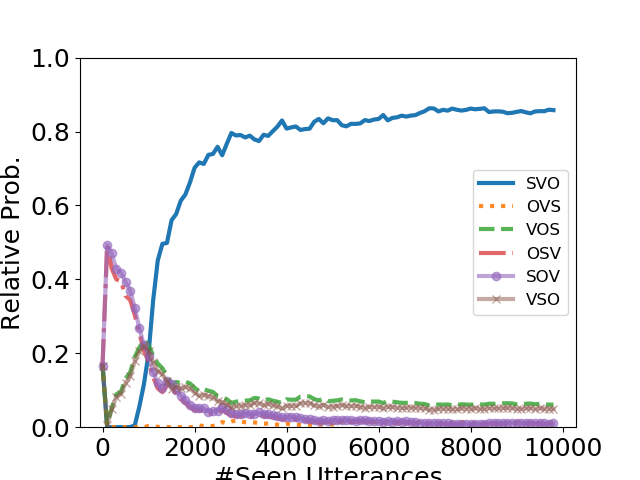 1.0
0.8
0.6
0.4
0.2
0.0
Relative Prob.
SVO
OVS
VOS
OSV
SOV
VSO
0 2000 4000 6000 8000 10000
#Seen Utterances